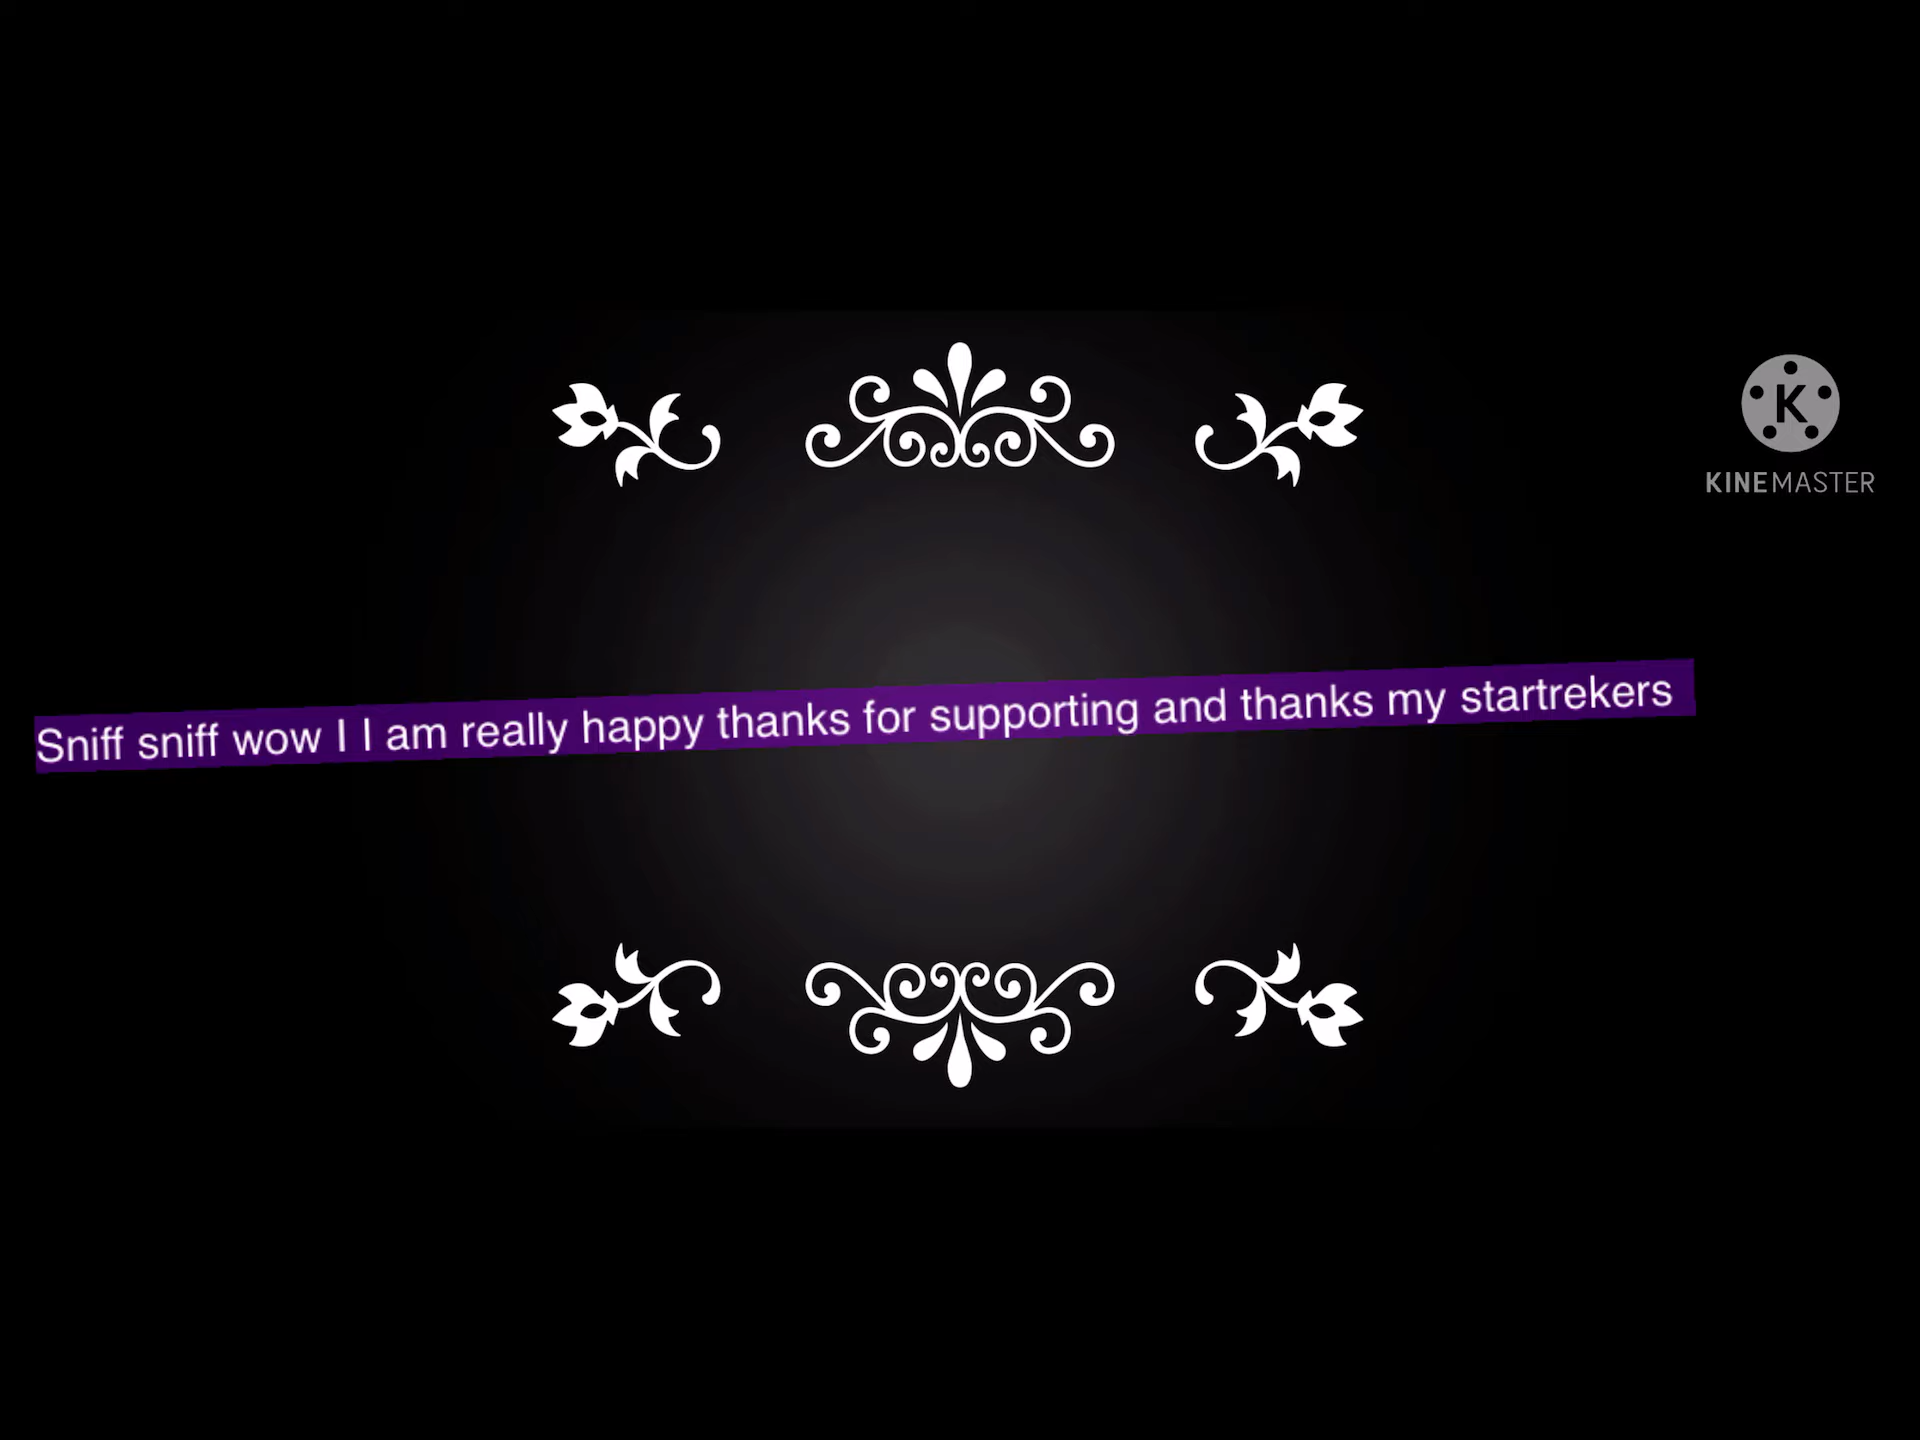 K
KINEMASTER
Sniff sniff wow I I am really happy thanks for supporting and thanks my startrekers